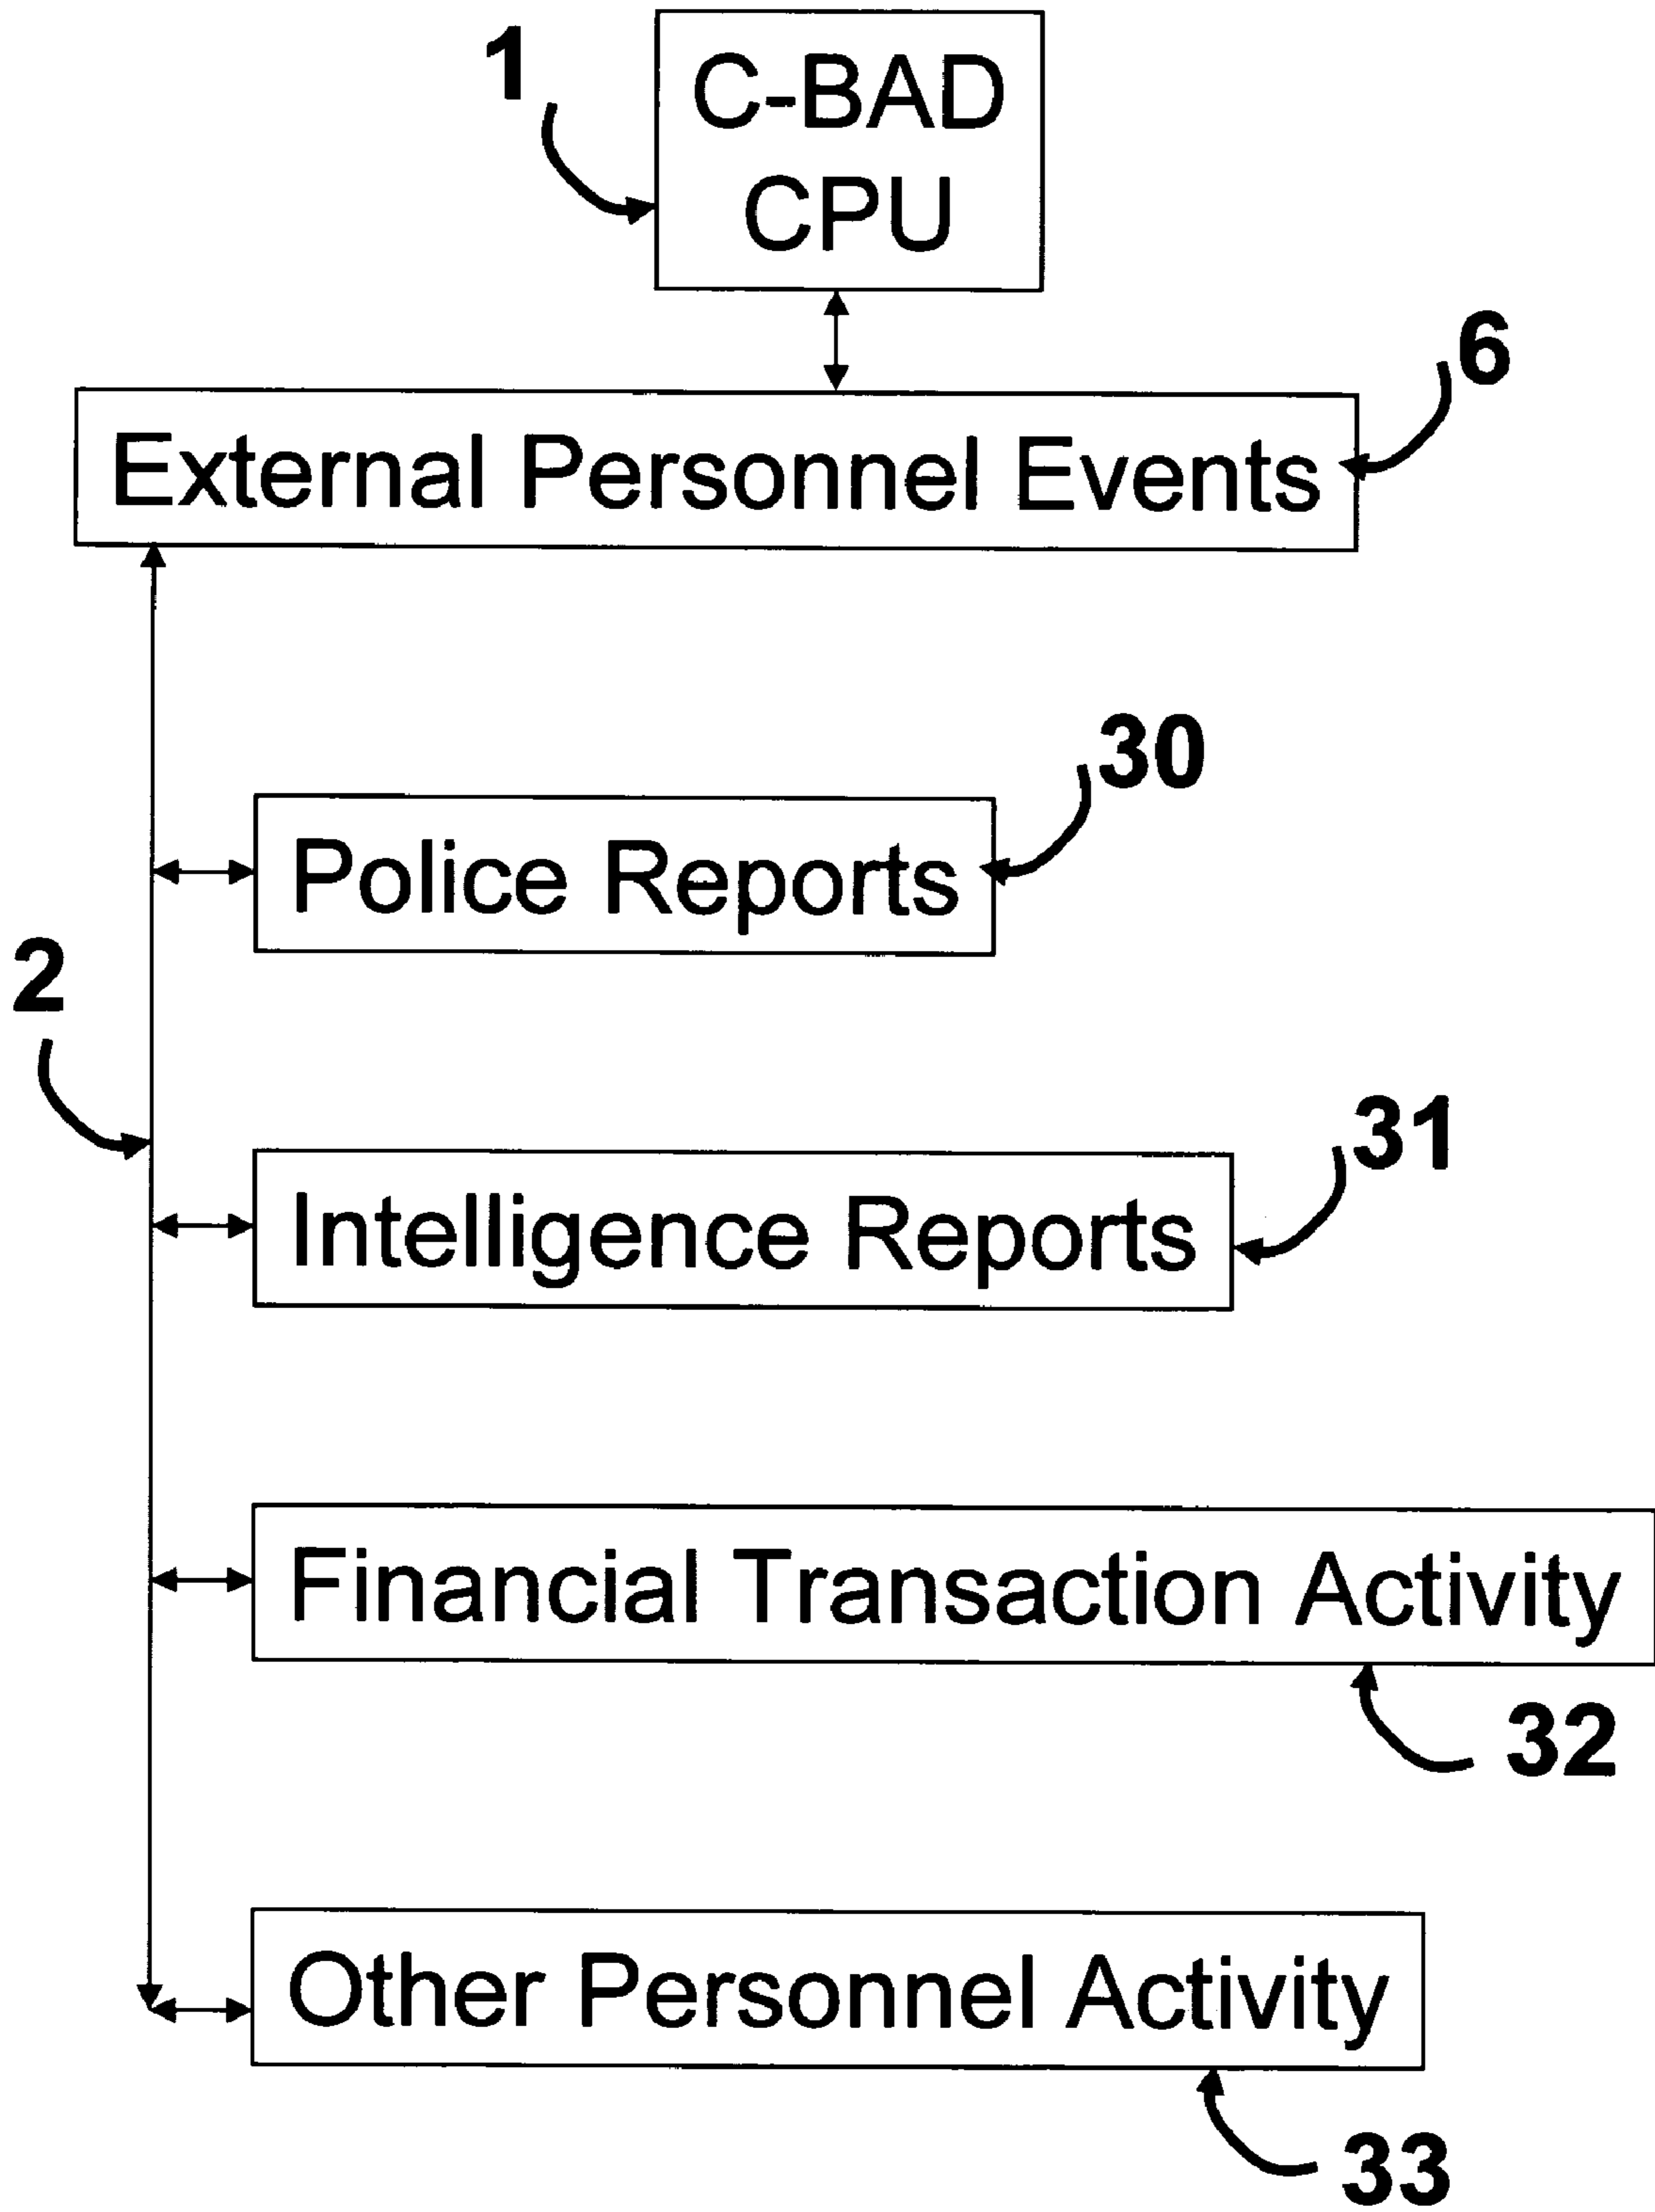 1
C-BAD
CPU
6
External Personnel Events
30
Police Reports
2
31
Intelligence Reports
Financial Transaction Activity
32
Other Personnel Activity
33